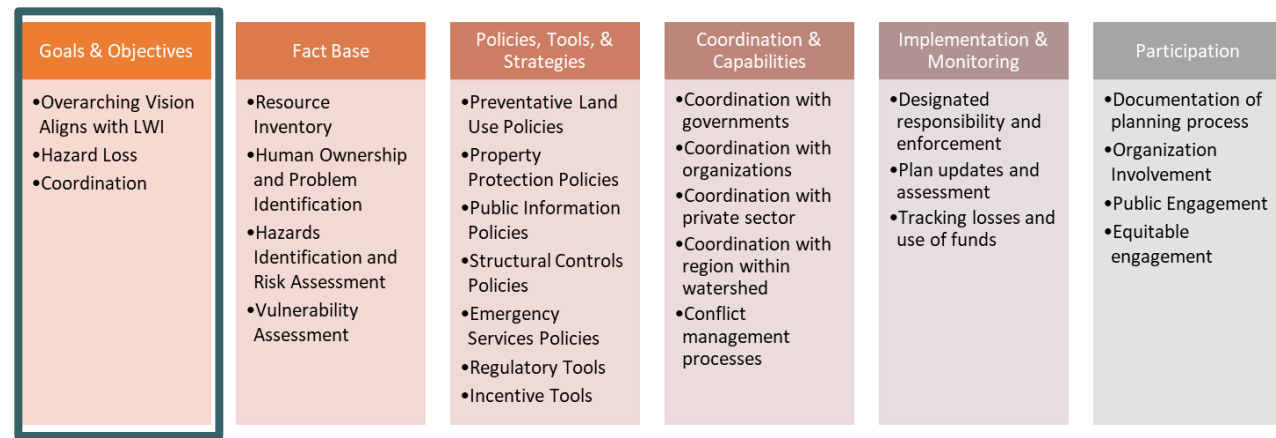 Goals & Objectives
•Overarching Vision
Aligns with LWI
•Hazard Loss
•Coordination
Fact Base
•Resource
Inventory
•Human Ownership
and Problem
Identification
•Hazards
Identification and
Risk Assessment
•Vulnerability
Assessment
Policies, Tools, &
Strategies
•Preventative Land
Use Policies
•Property
Protection Policies
•Public Information
Policies
•Structural Controls
Policies
•Emergency
Services Policies
•Regulatory Tools
•Incentive Tools
Coordination &
Capabilities
•Coordination with
governments
•Coordination with
organizations
•Coordination with
private sector
•Coordination with
region within
watershed
•Conflict
management
processes
Implementation &
Monitoring
•Designated
responsibility and
enforcement
•Plan updates and
assessment
•Tracking losses and
use of funds
Participation
•Documentation of
planning process
•Organization
Involvement
•Public Engagement
•Equitable
engagement